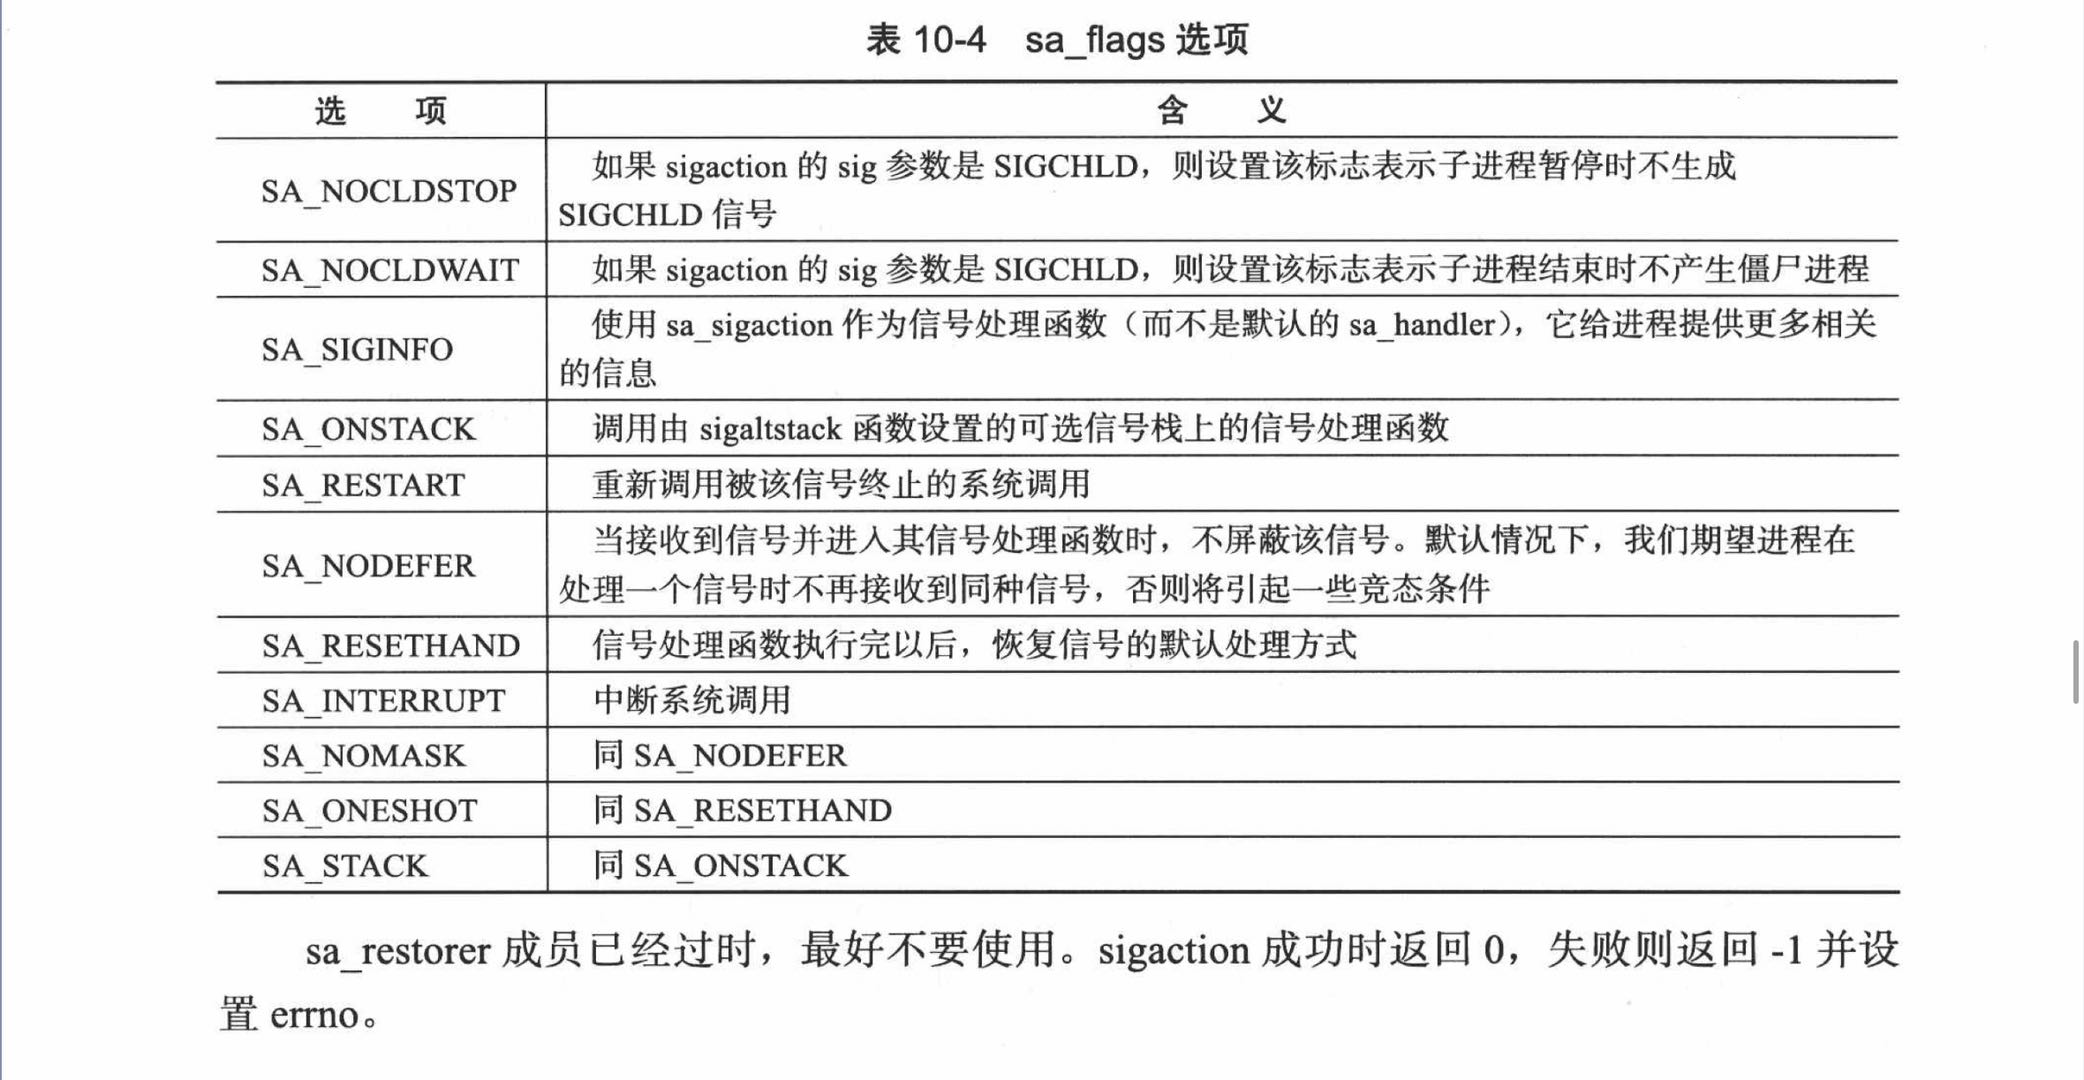 表 10-4 sa_flags 选项
选 项 含 义
SA_NOCLDSTOP 如果 sigaction 的 sig 参数是 SIGCHLD，则设置该标志表示子进程暂停时不生成
SIGCHLD 信号
SA_NOCLDWAIT 如果 sigaction 的 sig 参数是 SIGCHLD，则设置该标志表示子进程结束时不产生僵尸进程
SA_SIGINFO 使用 sa_sigaction 作为信号处理函数（而不是默认的 sa_handler），它给进程提供更多相关
的信息
SA_ONSTACK 调用由 sigaltstack 函数设置的可选信号栈上的信号处理函数
SA_RESTART 重新调用被该信号终止的系统调用
SA_NODEFER 当接收到信号并进入其信号处理函数时，不屏蔽该信号。默认情况下，我们期望进程在
处理一个信号时不再接收到同种信号，否则将引起一些竞态条件
SA_RESETHAND 信号处理函数执行完以后，恢复信号的默认处理方式
SA_INTERRUPT 中断系统调用
SA_NOMASK 同 SA_NODEFER
SA_ONESHOT 同 SA_RESETHAND
SA_STACK 同 SA_ONSTACK
sa_restorer 成员已经过时，最好不要使用。sigaction 成功时返回 0，失败则返回 -1 并设
置 errno。